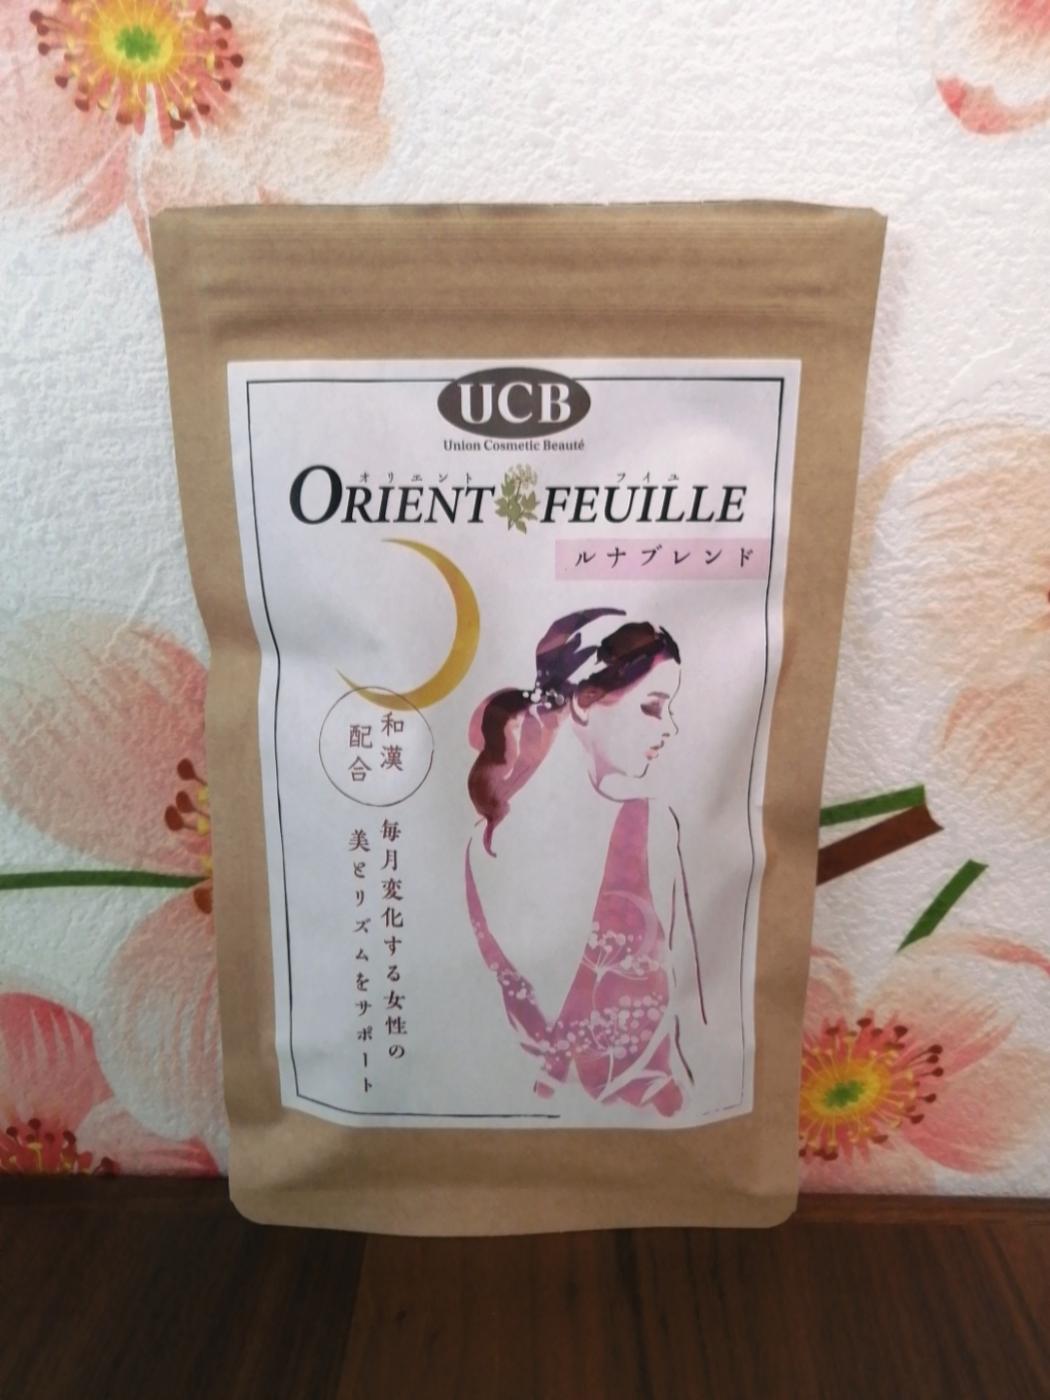 UCB
Union Cosmetic Beauté
オリエント フイユ
ORIENT FEUILLE
ルナブレンド
和漢
配合
毎月変化する女性の
美とリズムをサポート